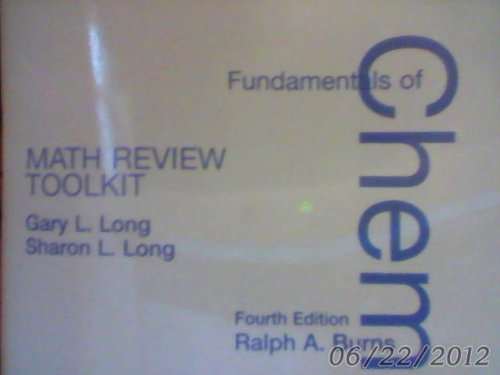 Fundamentals of
Chem
MATH REVIEW
TOOLKIT
Gary L. Long
Sharon L. Long
Fourth Edition
Ralph A. Burns
06/22/2012